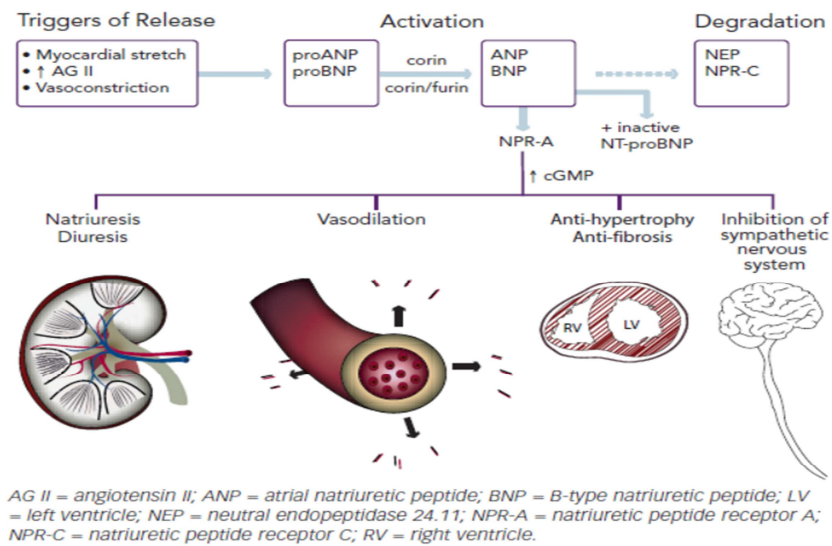 Triggers of Release
Activation
Degradation
• Myocardial stretch
• ↑ AG II
• Vasoconstriction
proANP
proBNP
corin
corin/furin
ANP
BNP
NEP
NPR-C
NPR-A
+ inactive
NT-proBNP
↑ cGMP
Natriuresis
Diuresis
Vasodilation
Anti-hypertrophy
Anti-fibrosis
Inhibition of
sympathetic
nervous
system
RV
LV
AG II = angiotensin II; ANP = atrial natriuretic peptide; BNP = B-type natriuretic peptide; LV
= left ventricle; NEP = neutral endopeptidase 24.11; NPR-A = natriuretic peptide receptor A;
NPR-C = natriuretic peptide receptor C; RV = right ventricle.